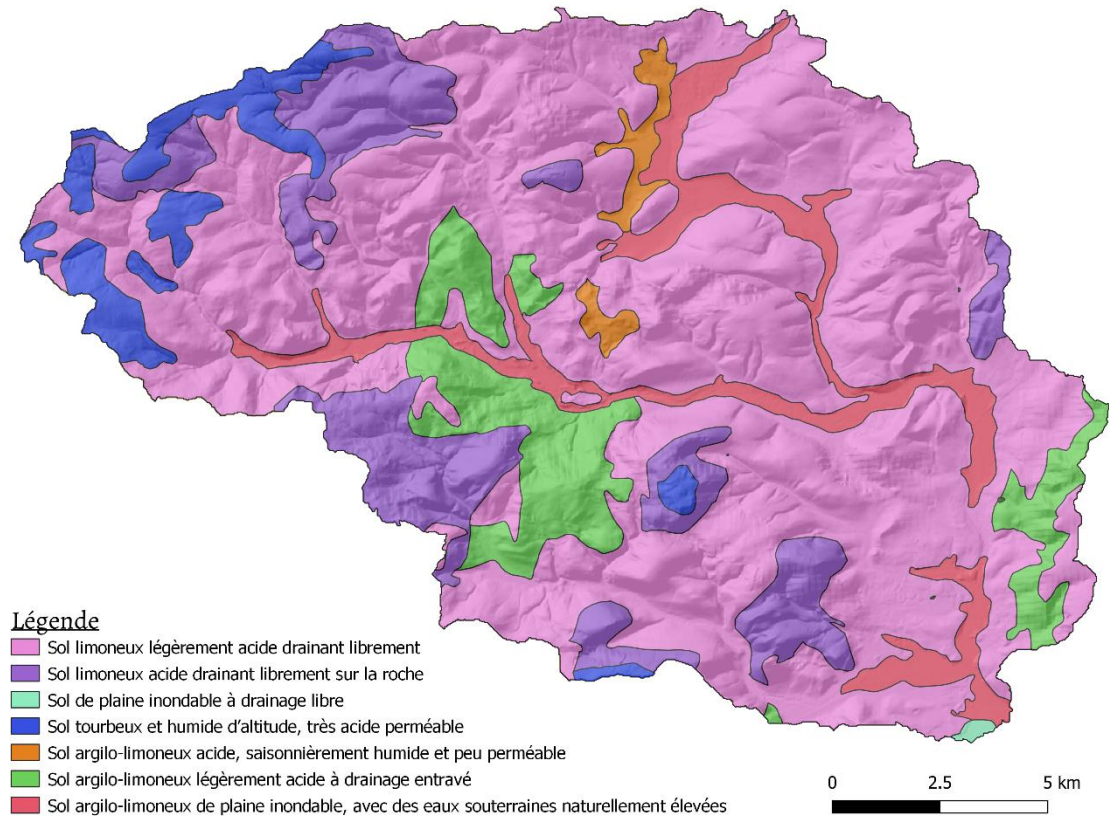 Légende
Sol limoneux légèrement acide drainant librement
Sol limoneux acide drainant librement sur la roche
Sol de plaine inondable à drainage libre
Sol tourbeux et humide d'altitude, très acide perméable
Sol argilo-limoneux acide, saisonnièrement humide et peu perméable
Sol argilo-limoneux légèrement acide à drainage entravé
Sol argilo-limoneux de plaine inondable, avec des eaux souterraines naturellement élevées
0 2.5 5 km